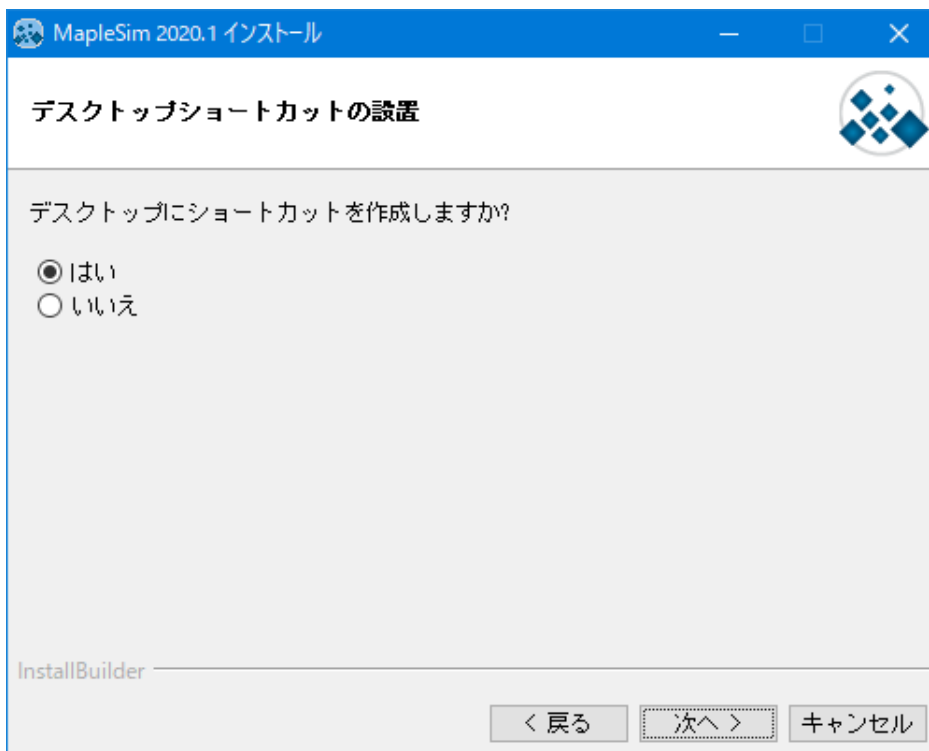 MapleSim 2020.1 インストール
デスクトップショートカットの設置
デスクトップにショートカットを作成しますか?
はい
いいえ
InstallBuilder
< 戻る 次へ > キャンセル